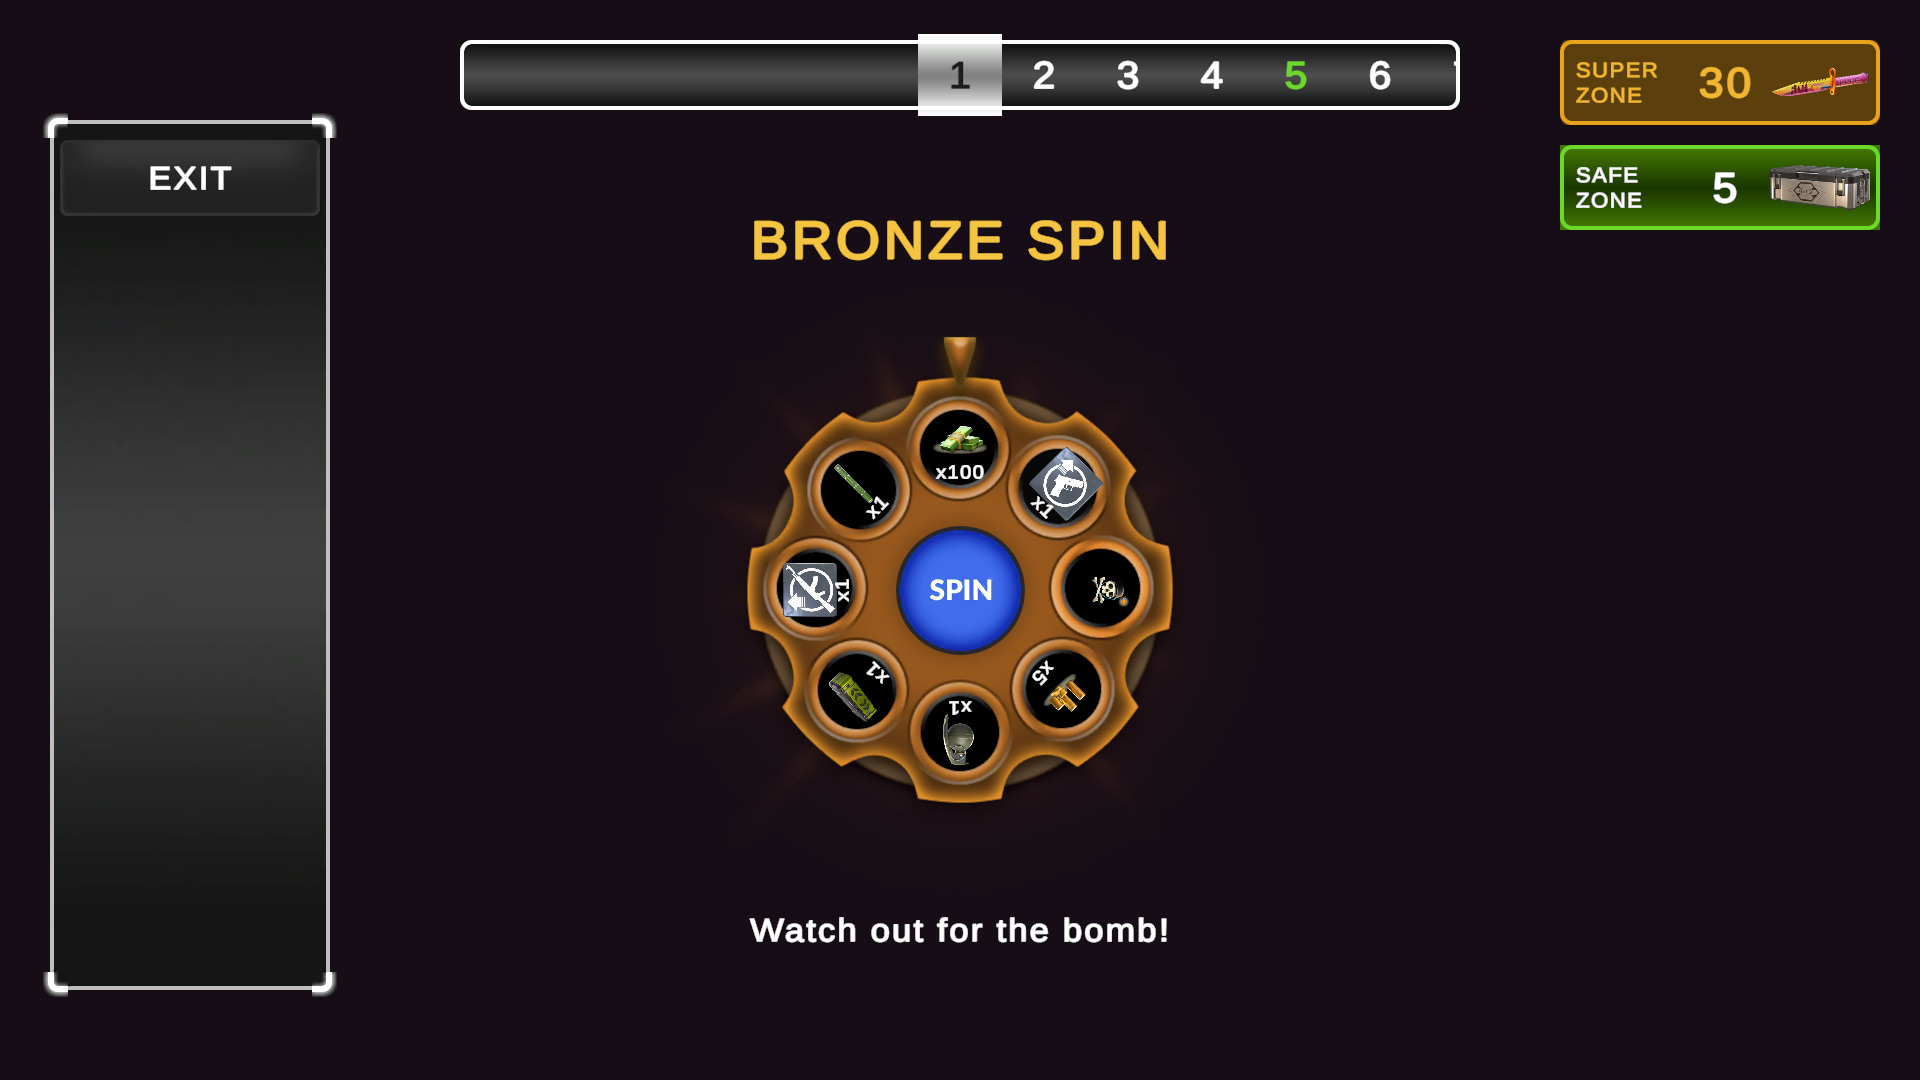 1 2 3 4 5 6
SUPER
ZONE
30
SAFE
ZONE
5
EXIT
BRONZE SPIN
x100
x1
x1
x1
SPIN
x1
x5
x1
Watch out for the bomb!